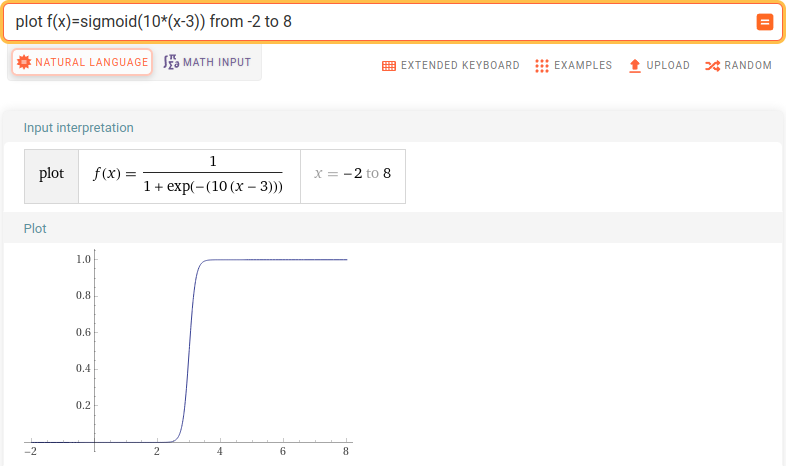 plot f(x)=sigmoid(10*(x-3)) from -2 to 8
NATURAL LANGUAGE
MATH INPUT
EXTENDED KEYBOARD
EXAMPLES
UPLOAD
RANDOM
Input interpretation
plot
f(x) = 1 / 1 + exp(−(10 (x − 3)))
x = −2 to 8
Plot
1.0
0.8
0.6
0.4
0.2
−2 2 4 6 8